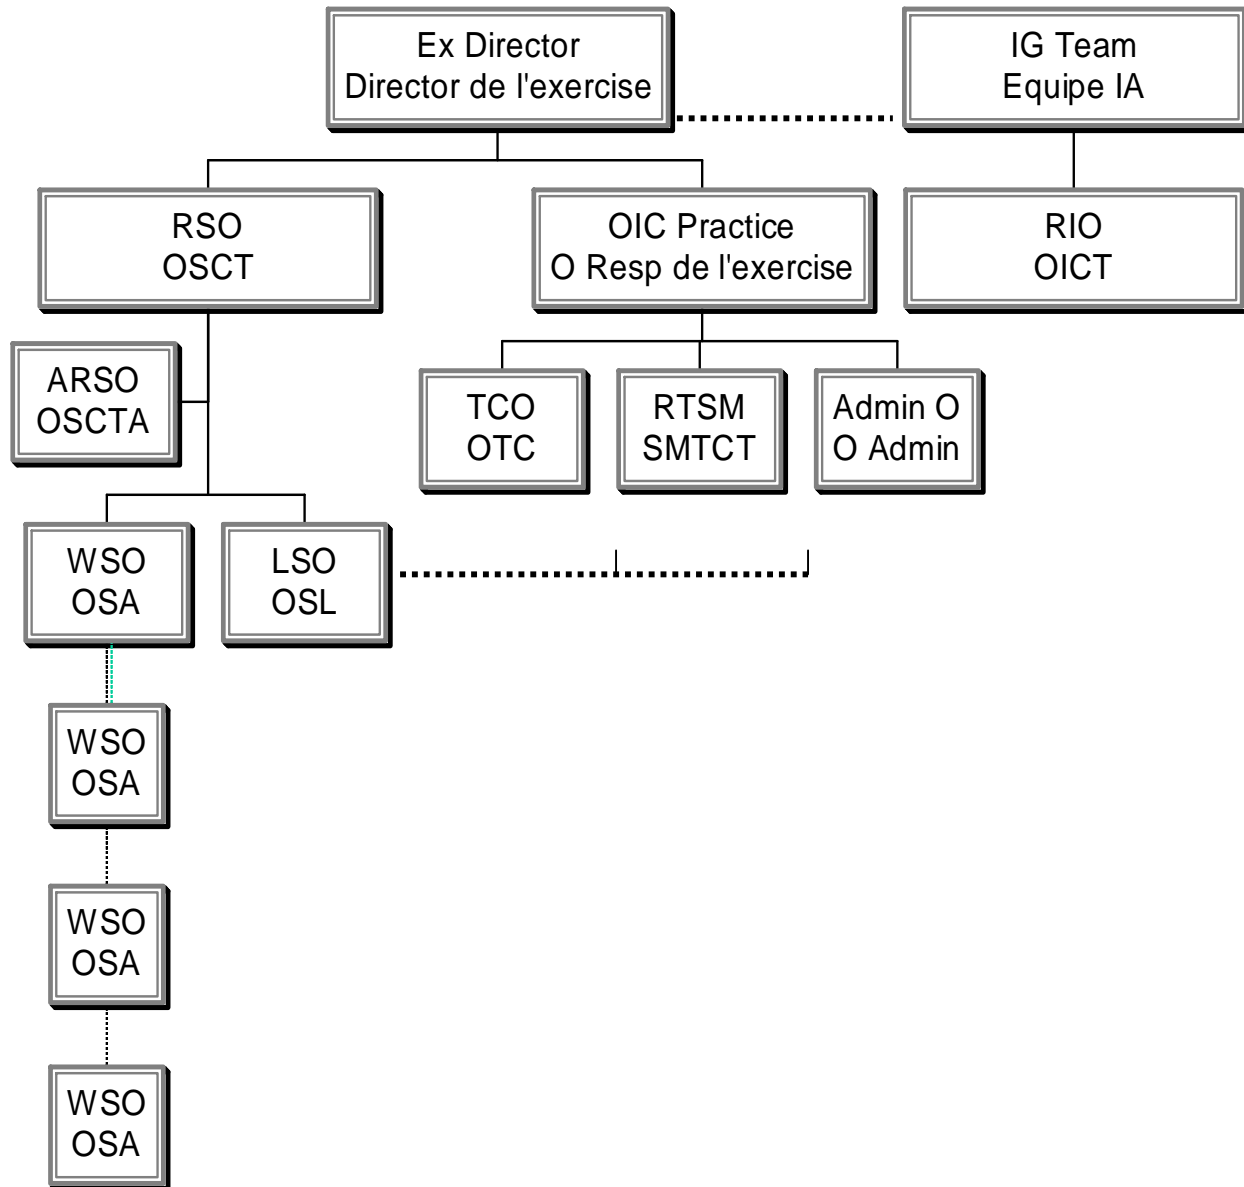 Ex Director
Director de l'exercise
IG Team
Equipe IA
RSO
OSCT
OIC Practice
O Resp de l'exercise
RIO
OICT
ARSO
OSCTA
TCO
OTC
RTSM
SMTCT
Admin O
O Admin
WSO
OSA
LSO
OSL
WSO
OSA
WSO
OSA
WSO
OSA